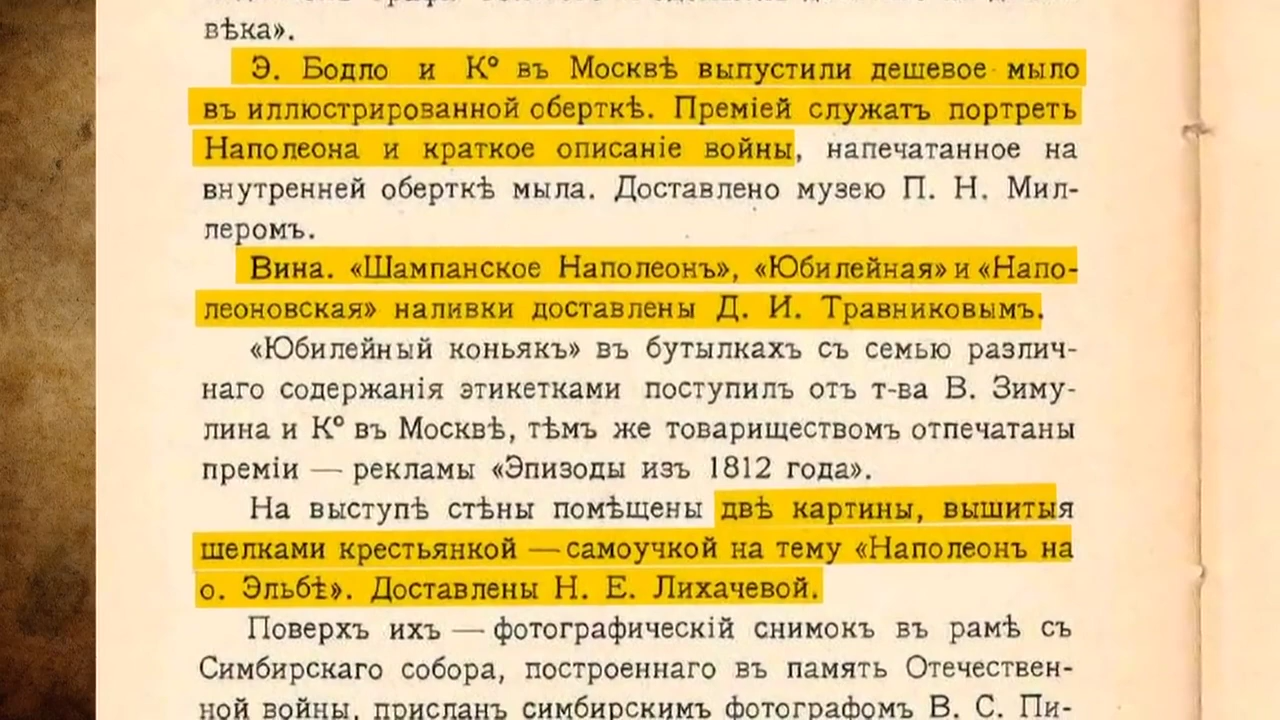 вѣка».
Э. Бодло и К° въ Москвѣ выпустили дешевое мыло
въ иллюстрированной оберткѣ. Преміей служатъ портретъ
Наполеона и краткое описаніе войны, напечатанное на
внутренней оберткѣ мыла. Доставлено музею П. Н. Мил-
леромъ.
Вина. «Шампанское Наполеонъ», «Юбилейная» и «Напо-
леоновская» наливки доставлены Д. И. Травниковымъ.
«Юбилейный коньякъ» въ бутылкахъ съ семью различ-
наго содержанія этикетками поступилъ отъ т-ва В. Зиму-
лина и К° въ Москвѣ, тѣмъ же товариществомъ отпечатаны
преміи — рекламы «Эпизоды изъ 1812 года».
На выступѣ стѣны помѣщены двѣ картины, вышитыя
шелками крестьянкой — самоучкой на тему «Наполеонъ на
о. Эльбѣ». Доставлены Н. Е. Лихачевой.
Поверхъ ихъ — фотографическій снимокъ въ рамѣ съ
Симбирскаго собора, построеннаго въ память Отечествен-
ной войны, присланъ симбирскимъ фотографомъ В. С. Пи-